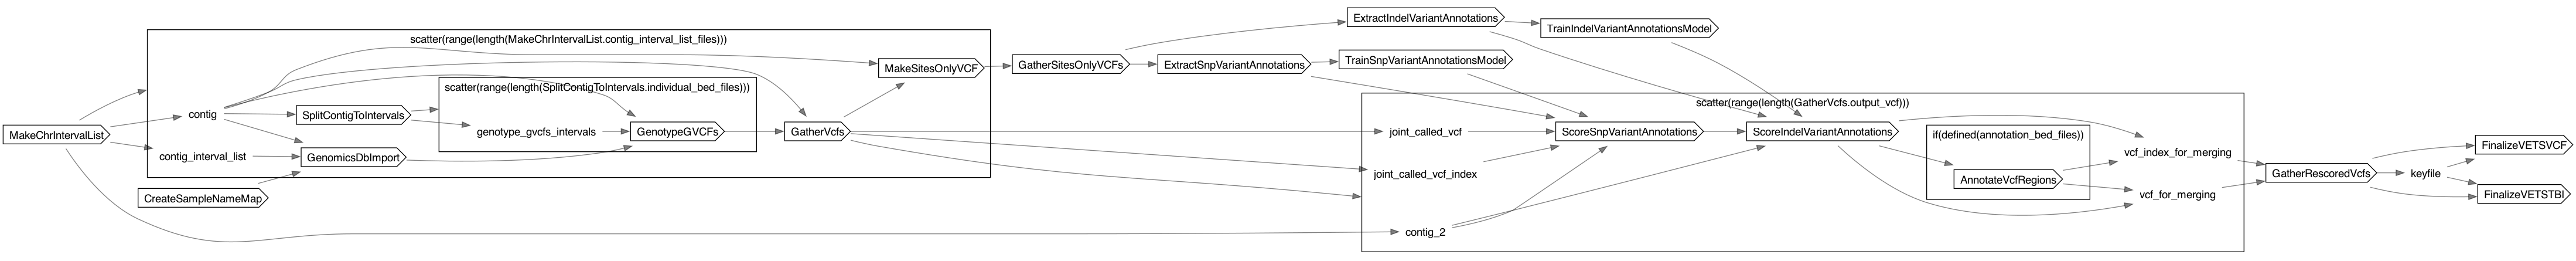 MakeChrIntervalList
scatter(range(length(MakeChrIntervalList.contig_interval_list_files)))
contig
contig_interval_list
CreateSampleNameMap
SplitContigToIntervals
GenomicsDbImport
scatter(range(length(SplitContigToIntervals.individual_bed_files)))
genotype_gvcfs_intervals
GenotypeGVCFs
GatherVcfs
MakeSitesOnlyVCF
GatherSitesOnlyVCFs
ExtractSnpVariantAnnotations
ExtractIndelVariantAnnotations
TrainSnpVariantAnnotationsModel
TrainIndelVariantAnnotationsModel
scatter(range(length(GatherVcfs.output_vcf)))
joint_called_vcf
joint_called_vcf_index
contig_2
ScoreSnpVariantAnnotations
ScoreIndelVariantAnnotations
if(defined(annotation_bed_files))
AnnotateVcfRegions
vcf_index_for_merging
vcf_for_merging
GatherRescoredVcfs
keyfile
FinalizeVETSVCF
FinalizeVETSTBI